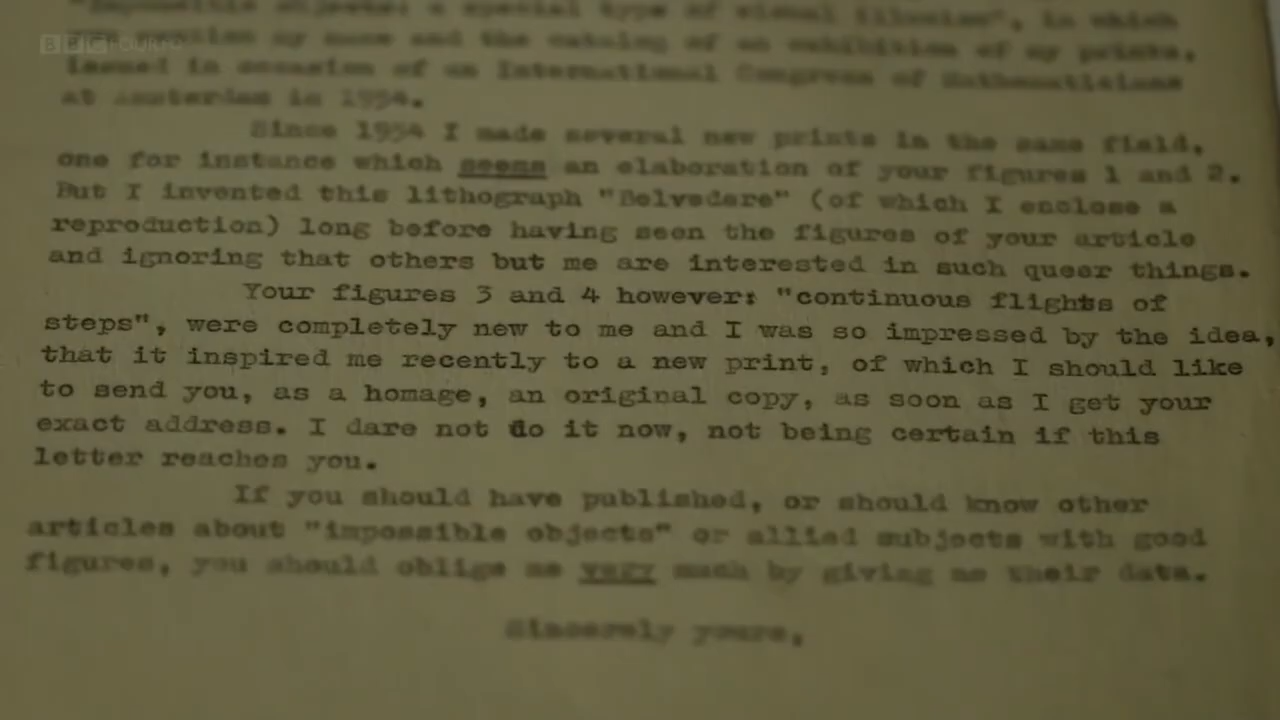 BBC FOUR
"Impossible objects: a special type of visual illusion", in which
you mention my name and the catalog of an exhibition of my prints,
issued in occasion of an International Congress of Mathematicians
at Amsterdam in 1954.
Since 1954 I made several new prints in the same field,
one for instance which seems an elaboration of your figures 1 and 2.
But I invented this lithograph "Belvedere" (of which I enclose a
reproduction) long before having seen the figures of your article
and ignoring that others but me are interested in such queer things.
Your figures 3 and 4 however: "continuous flights of
steps", were completely new to me and I was so impressed by the idea,
that it inspired me recently to a new print, of which I should like
to send you, as a homage, an original copy, as soon as I get your
exact address. I dare not do it now, not being certain if this
letter reaches you.
If you should have published, or should know other
articles about "impossible objects" or allied subjects with good
figures, you should oblige me very much by giving me their data.
Sincerely yours,